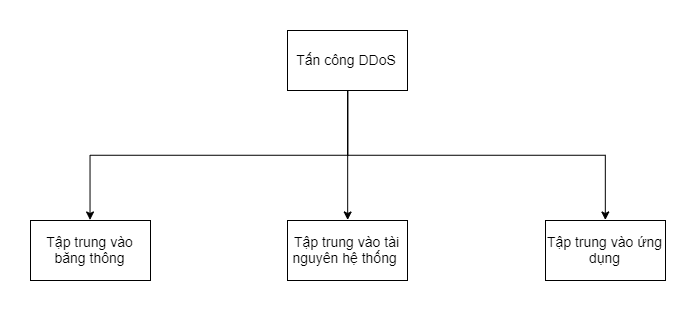 Tấn công DDoS
Tập trung vào
băng thông
Tập trung vào tài
nguyên hệ thống
Tập trung vào ứng
dụng